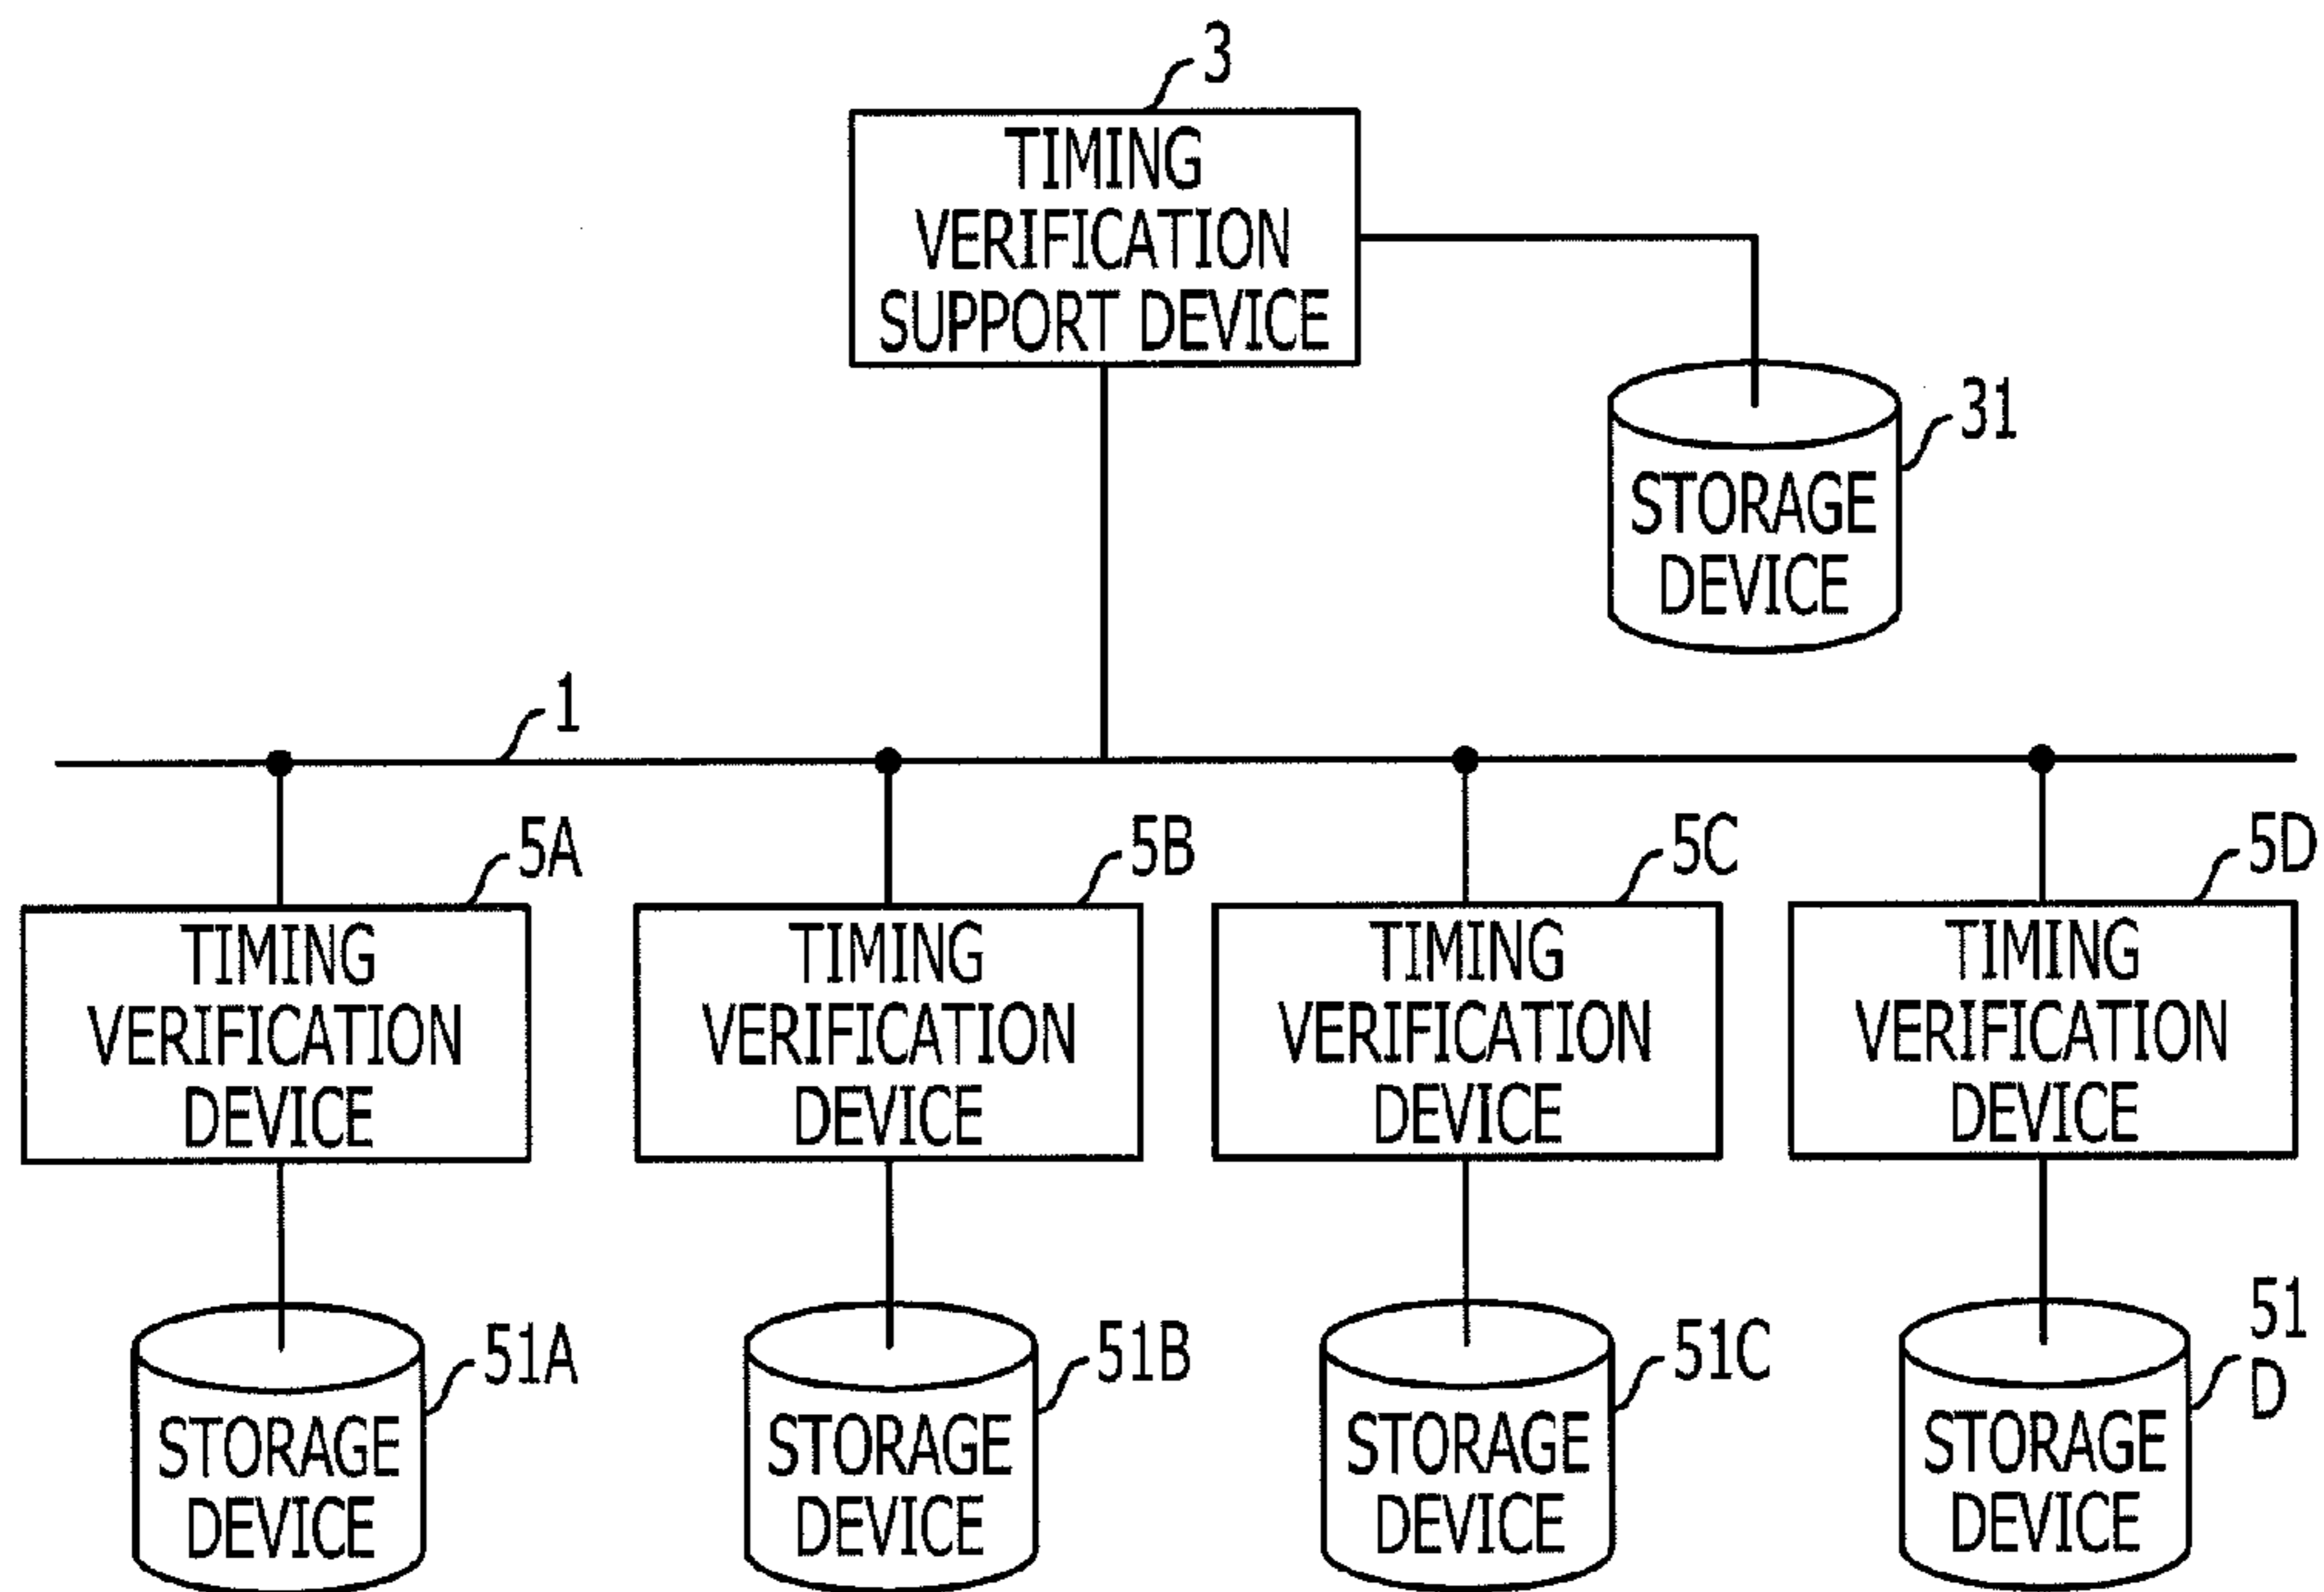 3
TIMING
VERIFICATION
SUPPORT DEVICE
31
STORAGE
DEVICE
1
5A
5B
5C
5D
TIMING
VERIFICATION
DEVICE
TIMING
VERIFICATION
DEVICE
TIMING
VERIFICATION
DEVICE
TIMING
VERIFICATION
DEVICE
51A
51B
51C
51
D
STORAGE
DEVICE
STORAGE
DEVICE
STORAGE
DEVICE
STORAGE
DEVICE